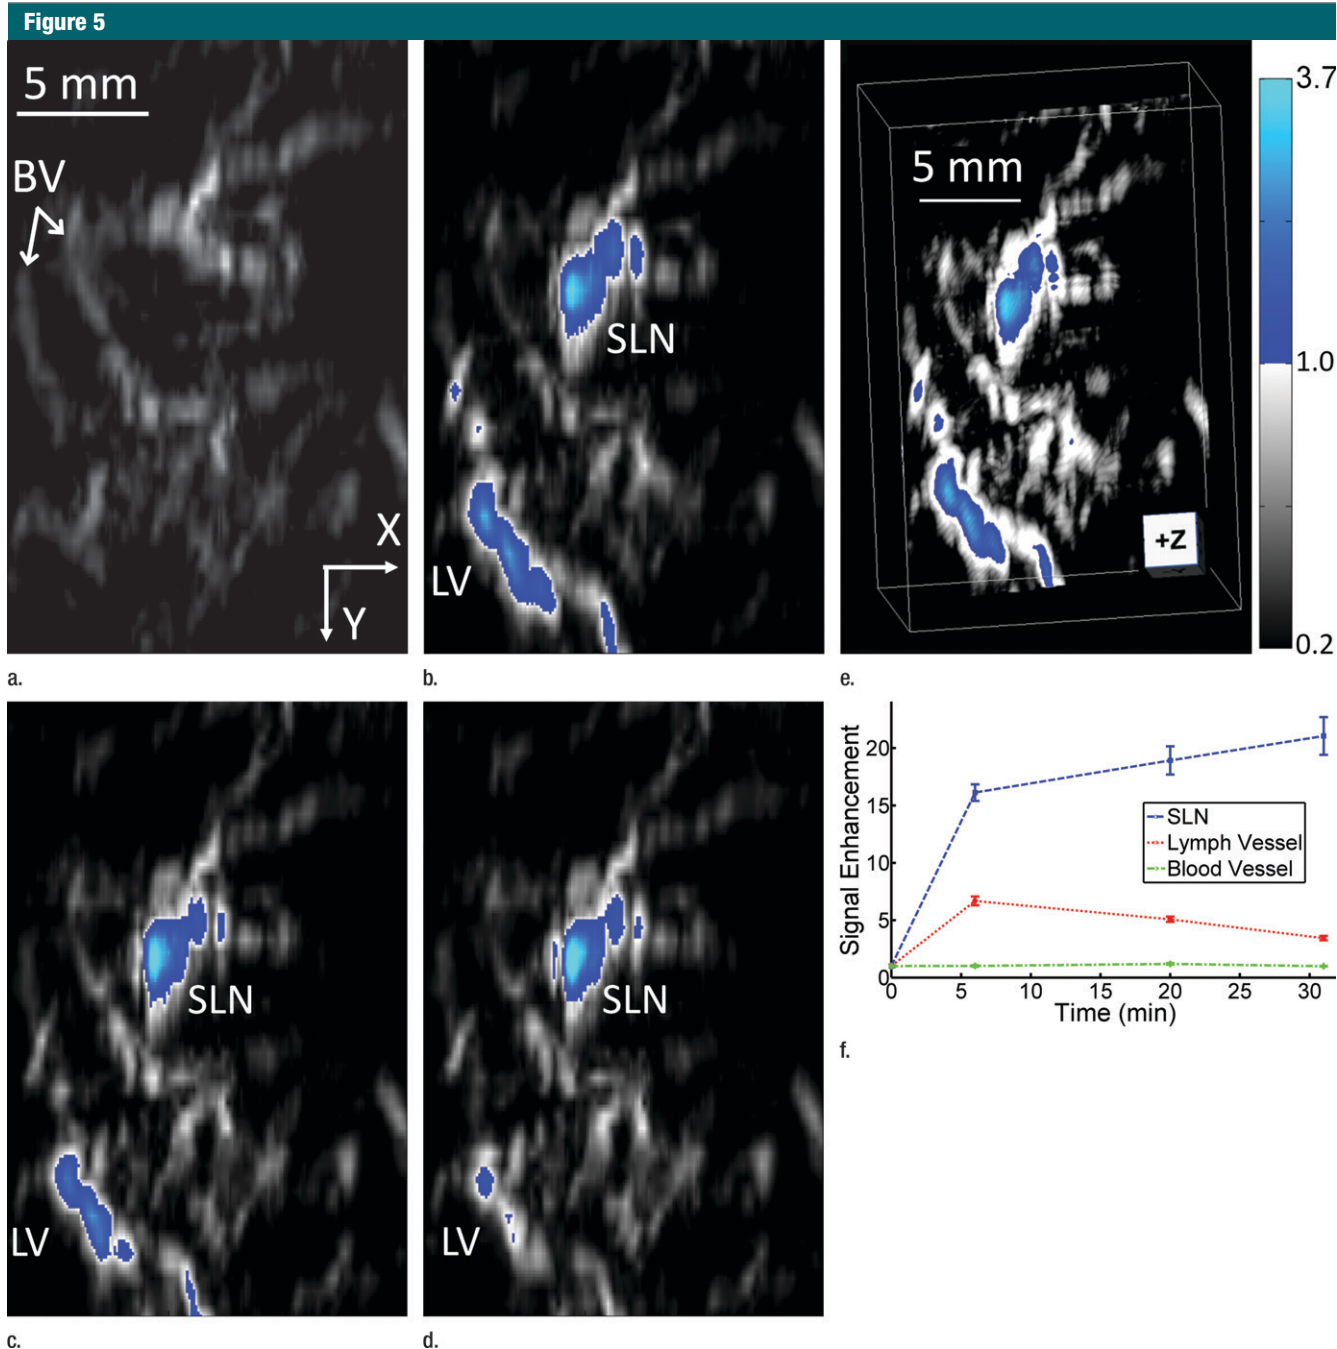 Figure 5
5 mm
BV
X
Y
a.
SLN
LV
b.
5 mm
+Z
3.7
1.0
0.2
e.
SLN
LV
c.
SLN
LV
d.
Signal Enhancement
20
15
10
5
0
SLN
Lymph Vessel
Blood Vessel
0 5 10 15 20 25 30
Time (min)
f.